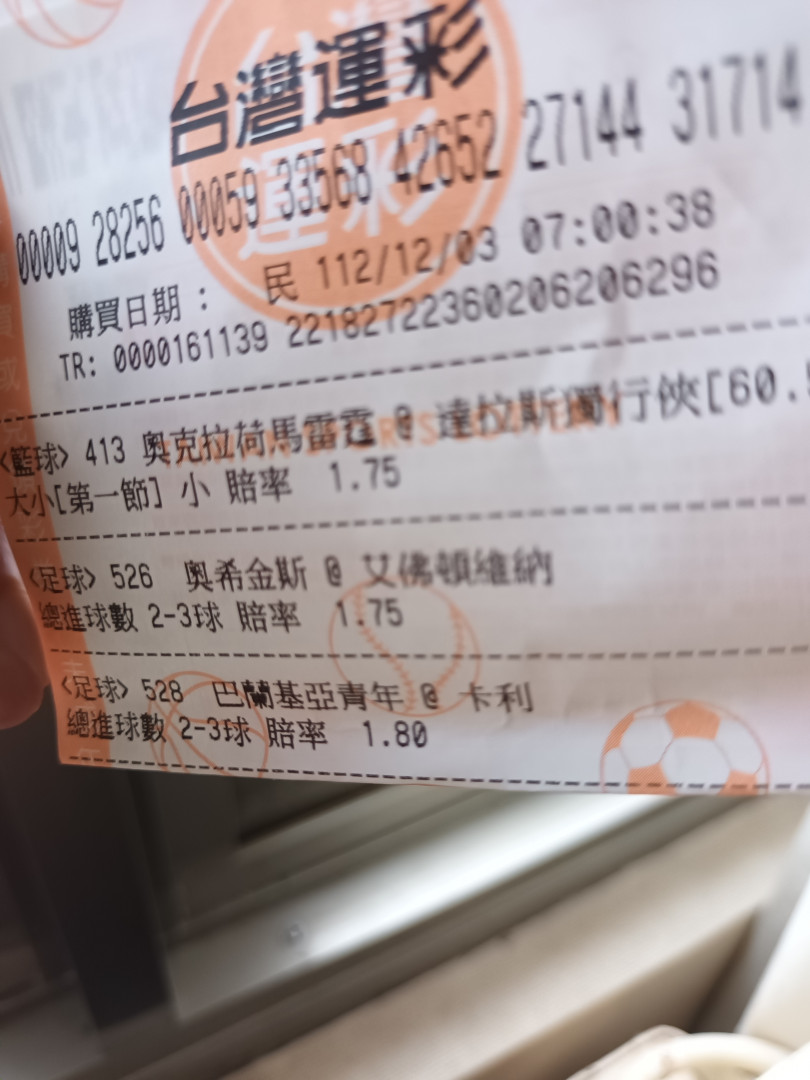 台灣運彩
運彩
00009 28256 00059 33568 42652 27144 31714
購買日期： 民 112/12/03 07:00:38
TR: 0000161139 22182722360206206296
<籃球> 413 奧克拉荷馬雷霆 @ 達拉斯獨行俠[60.
大小[第一節] 小 賠率 1.75
<足球> 526 奧希金斯 @ 艾佛頓維納
總進球數 2-3球 賠率 1.75
<足球> 528 巴蘭基亞青年 @ 卡利
總進球數 2-3球 賠率 1.80